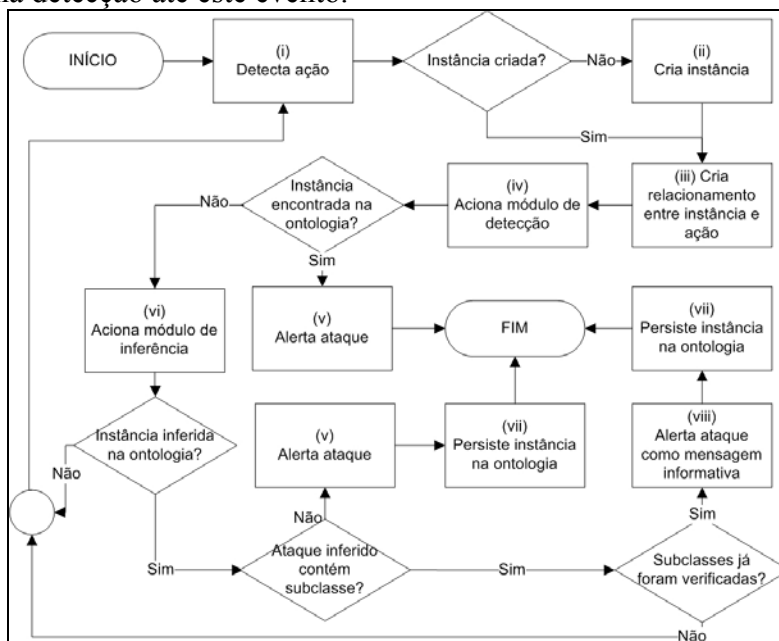 na detecção até este evento.
INÍCIO
(i)
Detecta ação
Instância criada?
Não
(ii)
Cria instância
Sim
(iii) Cria
relacionamento
entre instância e
ação
(iv)
Aciona módulo de
detecção
Instância
encontrada na
ontologia?
Não
Sim
(v)
Alerta ataque
FIM
(vii)
Persiste instância
na ontologia
(vi)
Aciona módulo de
inferência
Instância inferida
na ontologia?
Não
Sim
(v)
Alerta ataque
(vii)
Persiste instância
na ontologia
(viii)
Alerta ataque
como mensagem
informativa
Não
Ataque inferido
contém
subclasse?
Sim
Sim
Subclasses já
foram verificadas?
Não